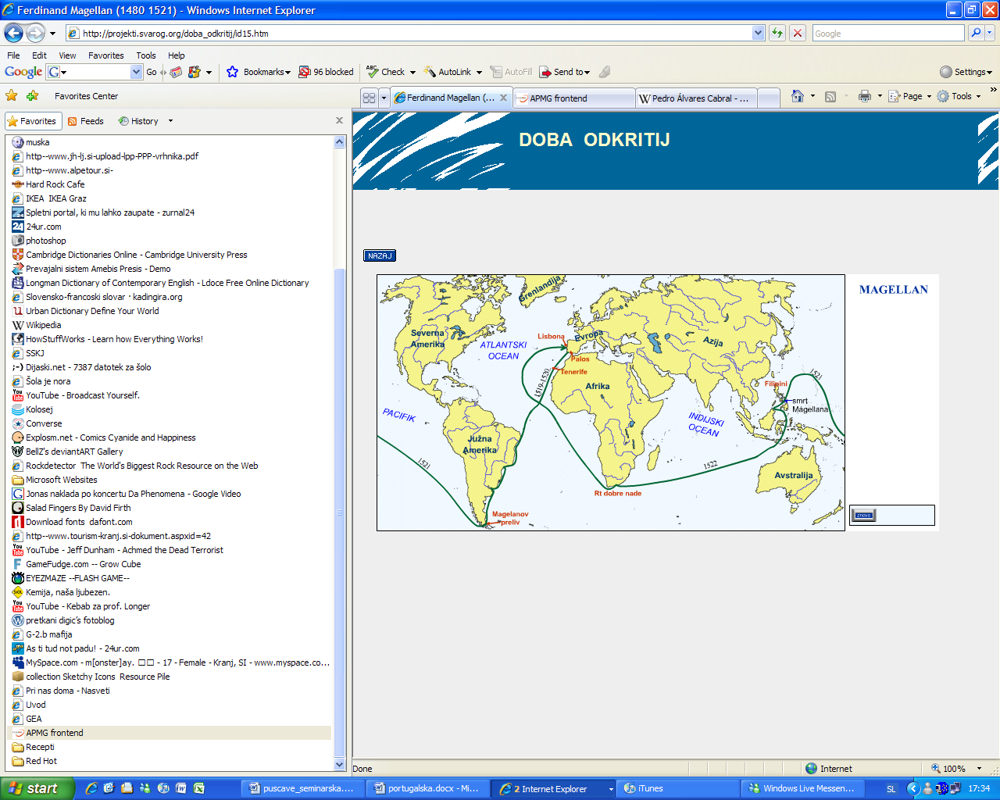 Ferdinand Magellan (1480 1521) - Windows Internet Explorer
http://projekti.svarog.org/doba_odkritij/id15.htm
Google
File Edit View Favorites Tools Help
Google G Go Bookmarks 96 blocked Check AutoLink AutoFill Send to Settings
Favorites Center
Ferdinand Magellan (... APMG frontend Pedro Álvares Cabral - ... Page Tools
Favorites Feeds History
muska
http--www.jh-lj.si-upload-lpp-PPP-vrhnika.pdf
http--www.alpetour.si-
Hard Rock Cafe
IKEA IKEA Graz
Spletni portal, ki mu lahko zaupate - zurnal24
24ur.com
photoshop
Cambridge Dictionaries Online - Cambridge University Press
Prevajalni sistem Amebis Presis - Demo
Longman Dictionary of Contemporary English - Ldoce Free Online Dictionary
Slovensko-francoski slovar · kadingira.org
Urban Dictionary Define Your World
Wikipedia
HowStuffWorks - Learn how Everything Works!
SSKJ
Dijaski.net - 7387 datotek za šolo
Šola je nora
YouTube - Broadcast Yourself.
Kolosej
Converse
Explosm.net - Comics Cyanide and Happiness
BellZ's deviantART Gallery
Rockdetector The World's Biggest Rock Resource on the Web
Microsoft Websites
Jonas naklada po koncertu Da Phenomena - Google Video
Salad Fingers By David Firth
Download fonts dafont.com
http--www.tourism-kranj.si-dokument.aspxid=42
YouTube - Jeff Dunham - Achmed the Dead Terrorist
GameFudge.com -- Grow Cube
EYEZMAZE --FLASH GAME--
Kemija, naša ljubezen.
YouTube - Kebab za prof. Longer
pretkani digic's fotoblog
G-2.b mafija
As ti tud not padu! - 24ur.com
MySpace.com - m[onster]ay. - 17 - Female - Kranj, SI - www.myspace.co...
collection Sketchy Icons Resource Pile
Pri nas doma - Nasveti
Uvod
GEA
APMG frontend
Recepti
Red Hot
DOBA ODKRITIJ
NAZAJ
MAGELLAN
Grenlandija
Severna
Amerika
ATLANTSKI
OCEAN
Lisbona
Evropa
Azija
Palos
Tenerife
1519-1520
Afrika
Filipini
1521
smrt
Magellana
PACIFIK
INDIJSKI
OCEAN
Južna
Amerika
1521
1522
Avstralija
Rt dobre nade
Magelanov
preliv
znova
Done Internet 100%
start puscave_seminarska.... portugalska.docx - Mi... 2 Internet Explorer iTunes Windows Live Messen... SL 17:34